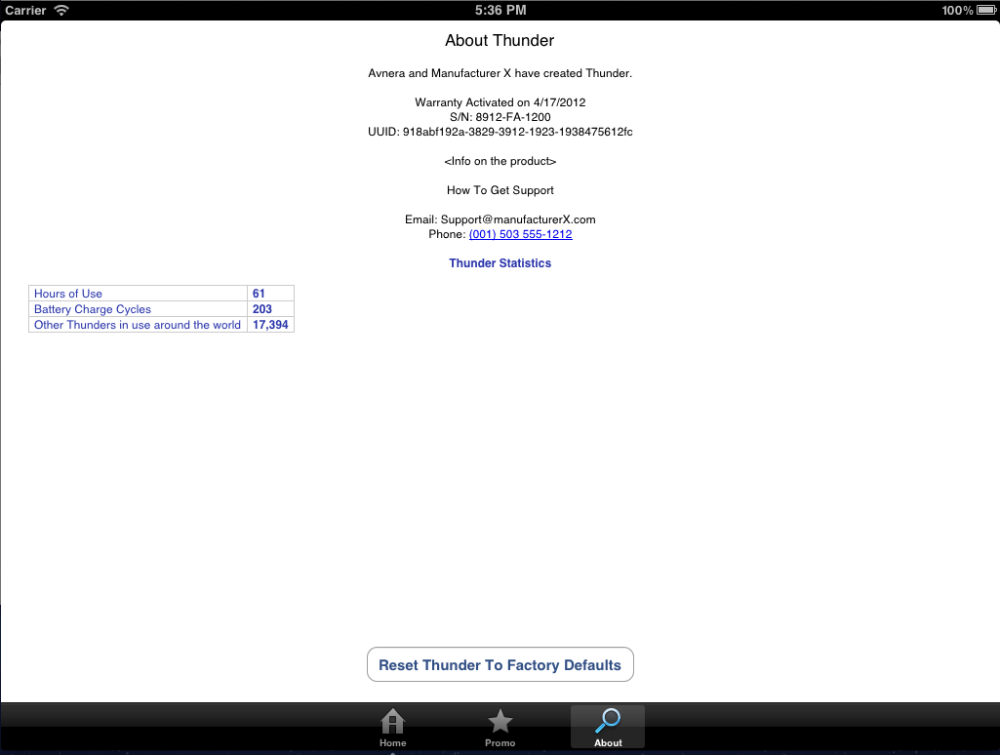 Carrier 5:36 PM 100%
About Thunder
Avnera and Manufacturer X have created Thunder.
Warranty Activated on 4/17/2012
S/N: 8912-FA-1200
UUID: 918abf192a-3829-3912-1923-1938475612fc
<Info on the product>
How To Get Support
Email: Support@manufacturerX.com
Phone: (001) 503 555-1212
Thunder Statistics
Hours of Use 61
Battery Charge Cycles 203
Other Thunders in use around the world 17,394
Reset Thunder To Factory Defaults
Home Promo About